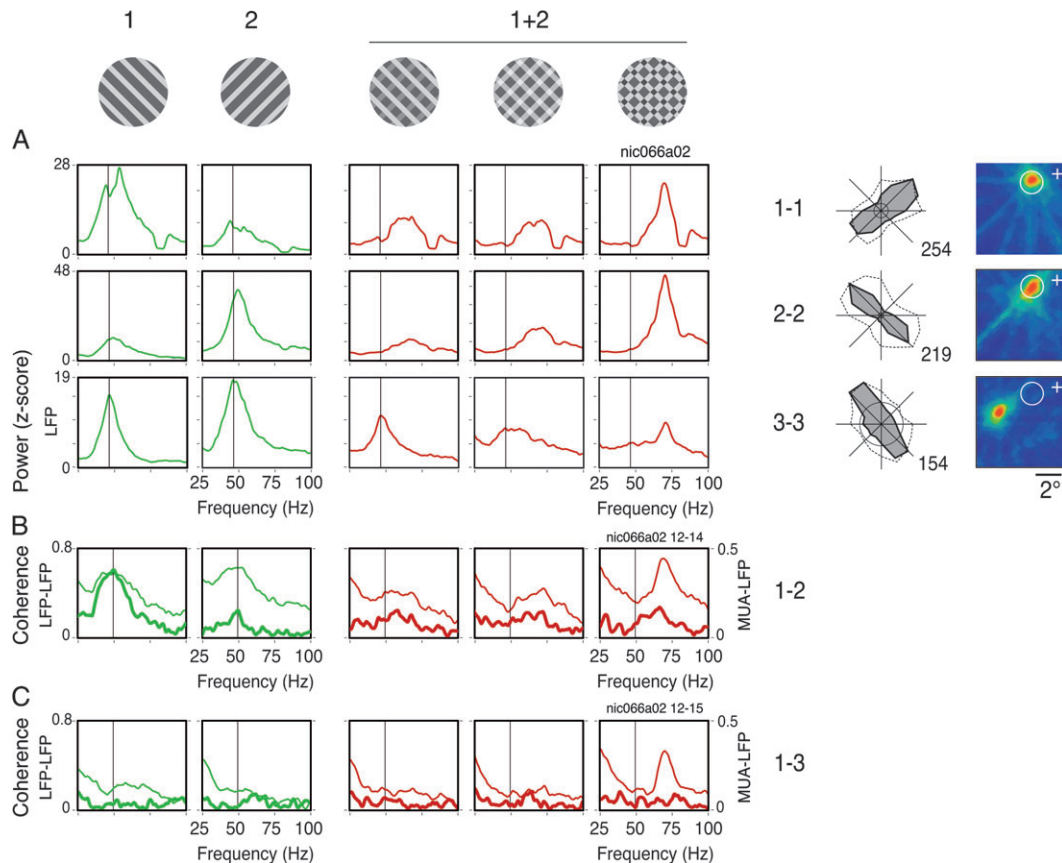 1 2 1+2
A
nic066a02
28
0
1-1
254
+
48
0
2-2
219
+
19
0
3-3
154
+
2°
Power (z-score)
LFP
25 50 75 100 25 50 75 100
Frequency (Hz) Frequency (Hz)
B
nic066a02 12-14
Coherence
LFP-LFP
0.8
0
0.5
0
MUA-LFP
1-2
25 50 75 100 25 50 75 100
Frequency (Hz) Frequency (Hz)
C
nic066a02 12-15
Coherence
LFP-LFP
0.8
0
0.5
0
MUA-LFP
1-3
25 50 75 100 25 50 75 100
Frequency (Hz) Frequency (Hz)